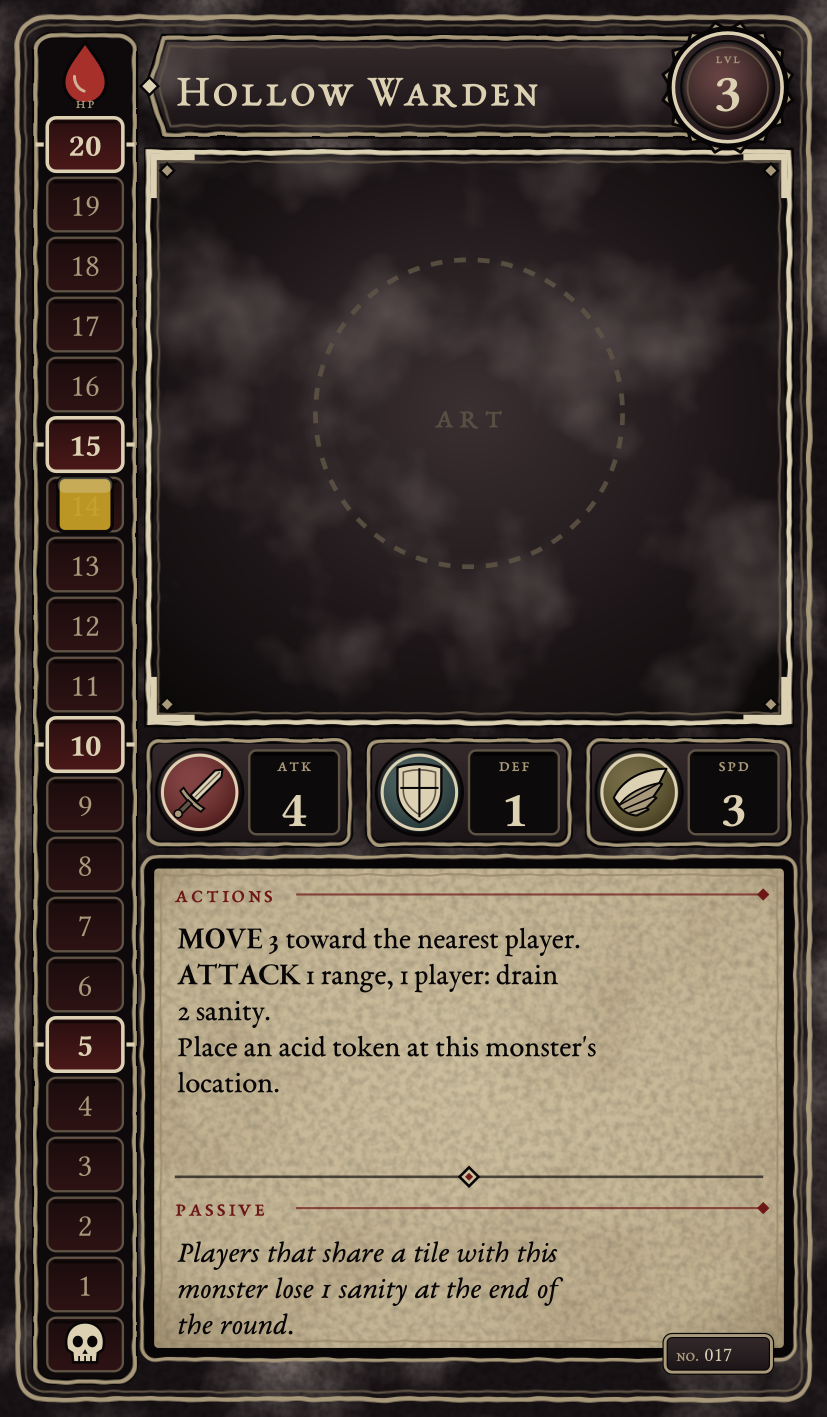 HP
20
19
18
17
16
15
14
13
12
11
10
9
8
7
6
5
4
3
2
1
Hollow Warden
LVL
3
ART
ATK
4
DEF
1
SPD
3
ACTIONS
MOVE 3 toward the nearest player.
ATTACK 1 range, 1 player: drain
2 sanity.
Place an acid token at this monster's
location.
PASSIVE
Players that share a tile with this
monster lose 1 sanity at the end of
the round.
NO. 017